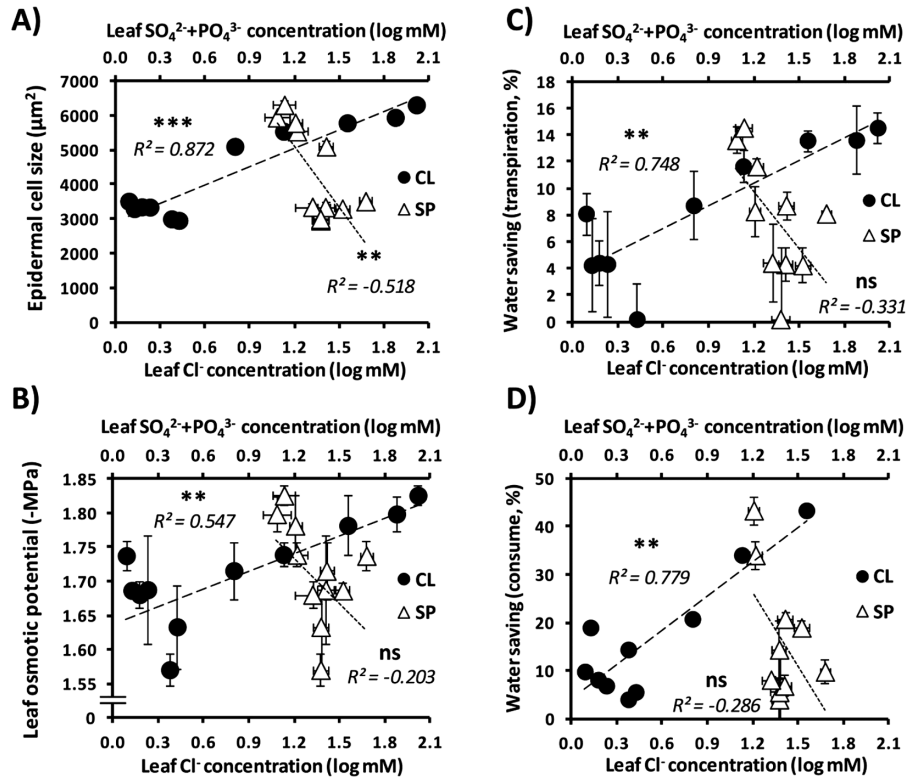 A)
Leaf SO₄²⁻+PO₄³⁻ concentration (log mM)
0.0 0.3 0.6 0.9 1.2 1.5 1.8 2.1
Epidermal cell size (µm²)
7000
6000
5000
4000
3000
2000
1000
0
***
R² = 0.872
CL
SP
**
R² = -0.518
0.0 0.3 0.6 0.9 1.2 1.5 1.8 2.1
Leaf Cl⁻ concentration (log mM)
B)
Leaf SO₄²⁻+PO₄³⁻ concentration (log mM)
0.0 0.3 0.6 0.9 1.2 1.5 1.8 2.1
Leaf osmotic potential (-MPa)
1.85
1.80
1.75
1.70
1.65
1.60
1.55
0
**
R² = 0.547
CL
SP
ns
R² = -0.203
0.0 0.3 0.6 0.9 1.2 1.5 1.8 2.1
Leaf Cl⁻ concentration (log mM)
C)
Leaf SO₄²⁻+PO₄³⁻ concentration (log mM)
0.0 0.3 0.6 0.9 1.2 1.5 1.8 2.1
Water saving (transpiration, %)
18
16
14
12
10
8
6
4
2
0
**
R² = 0.748
CL
SP
ns
R² = -0.331
0.0 0.3 0.6 0.9 1.2 1.5 1.8 2.1
Leaf Cl⁻ concentration (log mM)
D)
Leaf SO₄²⁻+PO₄³⁻ concentration (log mM)
0.0 0.3 0.6 0.9 1.2 1.5 1.8 2.1
Water saving (consume, %)
50
40
30
20
10
0
**
R² = 0.779
CL
SP
ns
R² = -0.286
0.0 0.3 0.6 0.9 1.2 1.5 1.8 2.1
Leaf Cl⁻ concentration (log mM)